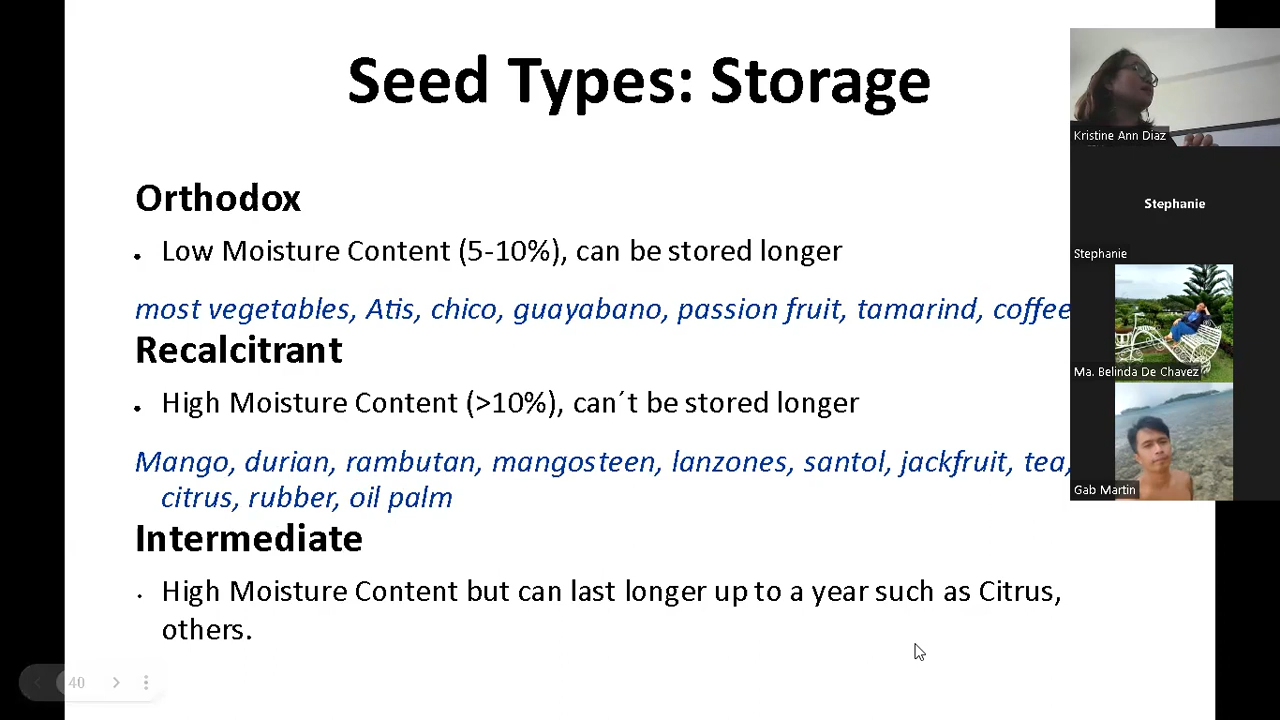 Seed Types: Storage
Orthodox
• Low Moisture Content (5-10%), can be stored longer
most vegetables, Atis, chico, guayabano, passion fruit, tamarind, coffee
Recalcitrant
• High Moisture Content (>10%), can´t be stored longer
Mango, durian, rambutan, mangosteen, lanzones, santol, jackfruit, tea,
citrus, rubber, oil palm
Intermediate
• High Moisture Content but can last longer up to a year such as Citrus,
others.
40
Kristine Ann Diaz
Stephanie
Stephanie
Ma. Belinda De Chavez
Gab Martin